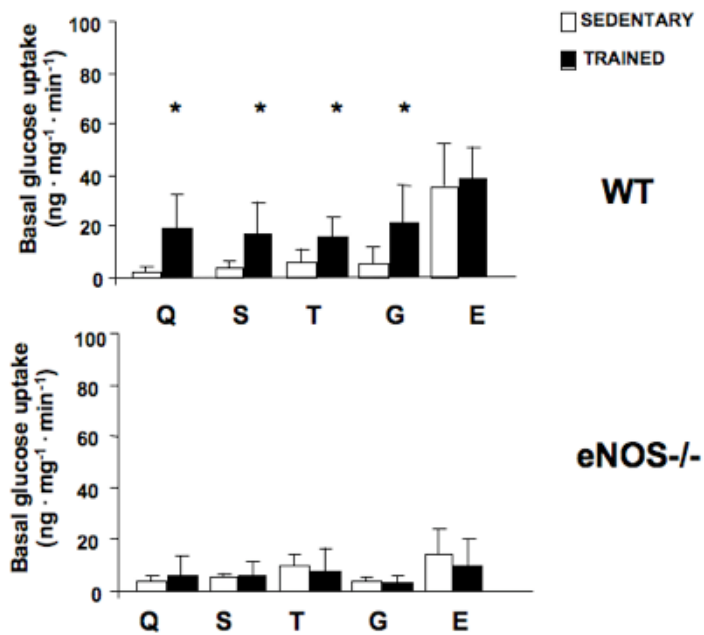 SEDENTARY
TRAINED
Basal glucose uptake
(ng · mg-1 · min-1)
100
80
60
40
20
0
* * * *
Q S T G E
WT
Basal glucose uptake
(ng · mg-1 · min-1)
100
80
60
40
20
0
Q S T G E
eNOS-/-